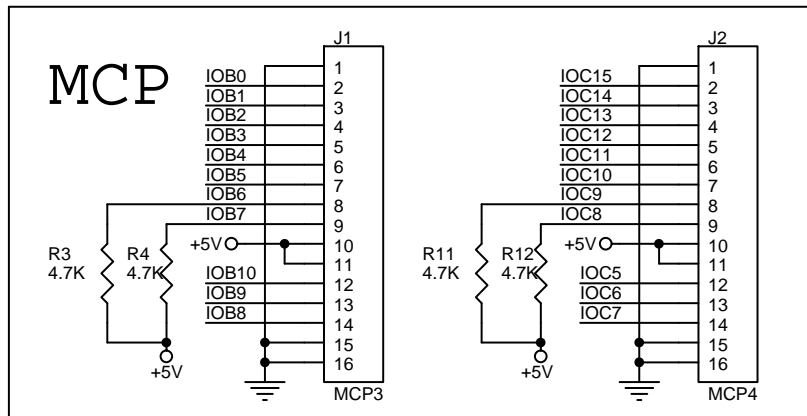 MCP
J1
IOB0
IOB1
IOB2
IOB3
IOB4
IOB5
IOB6
IOB7
1
2
3
4
5
6
7
8
9
10
11
12
13
14
15
16
R3
4.7K
R4
4.7K
+5V
IOB10
IOB9
IOB8
+5V
MCP3
J2
IOC15
IOC14
IOC13
IOC12
IOC11
IOC10
IOC9
IOC8
1
2
3
4
5
6
7
8
9
10
11
12
13
14
15
16
R11
4.7K
R12
4.7K
+5V
IOC5
IOC6
IOC7
+5V
MCP4